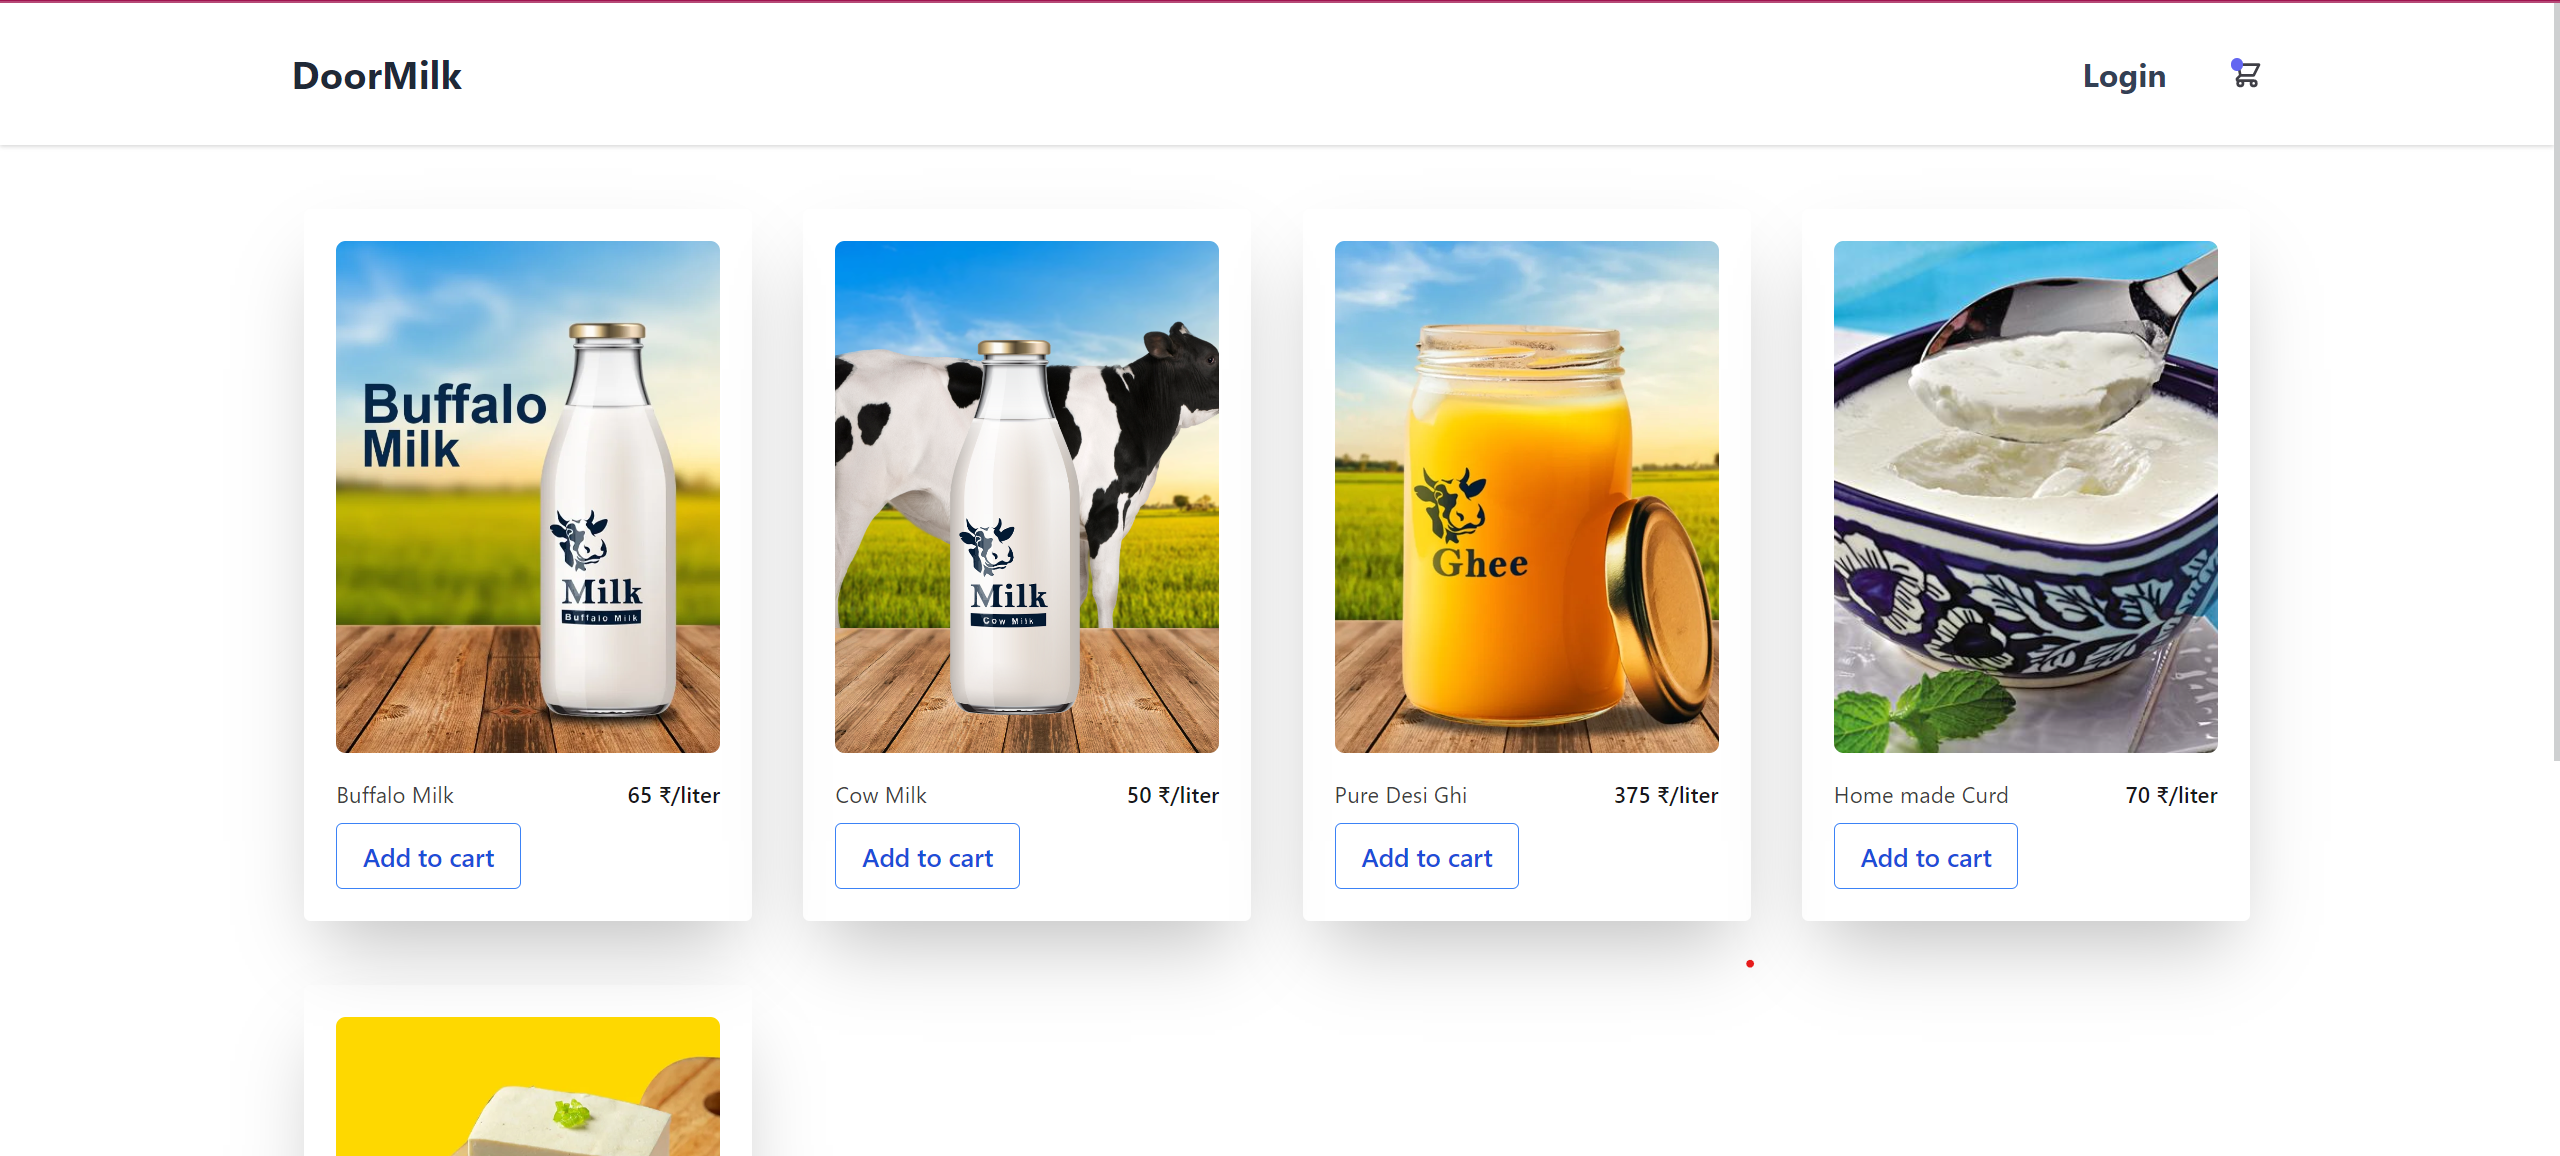 DoorMilk
Login
Buffalo
Milk
Milk
Buffalo Milk
Milk
Cow Milk
Ghee
Buffalo Milk 65 ₹/liter
Cow Milk 50 ₹/liter
Pure Desi Ghi 375 ₹/liter
Home made Curd 70 ₹/liter
Add to cart
Add to cart
Add to cart
Add to cart